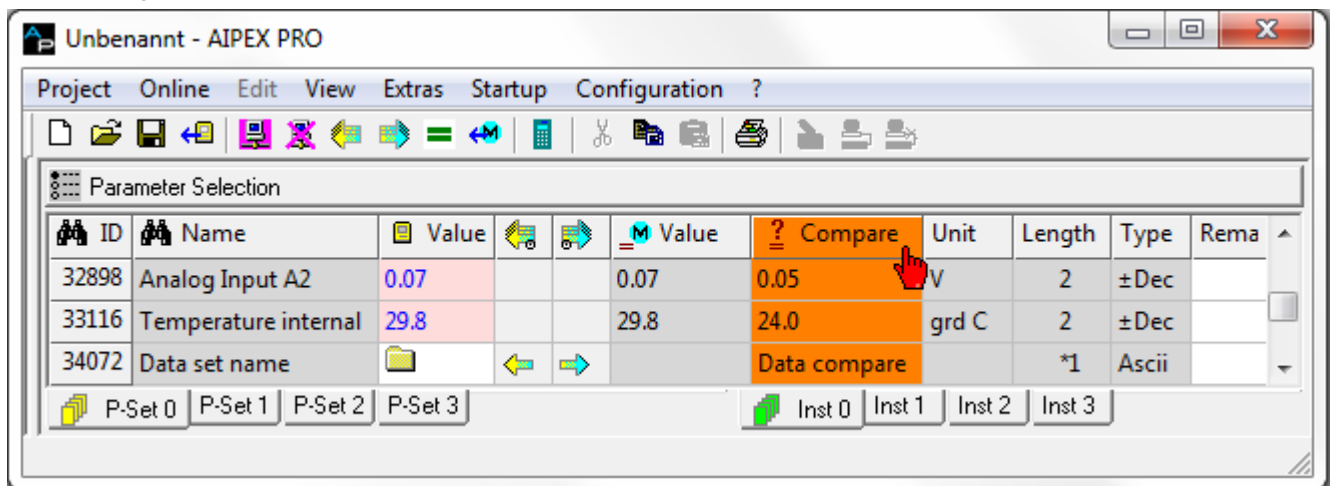 Unbenannt - AIPEX PRO
Project Online Edit View Extras Startup Configuration ?
Parameter Selection
ID Name Value M Value ? Compare Unit Length Type Rema
32898 Analog Input A2 0.07 0.07 0.05 V 2 ±Dec
33116 Temperature internal 29.8 29.8 24.0 grd C 2 ±Dec
34072 Data set name Data compare *1 Ascii
P-Set 0 P-Set 1 P-Set 2 P-Set 3 Inst 0 Inst 1 Inst 2 Inst 3